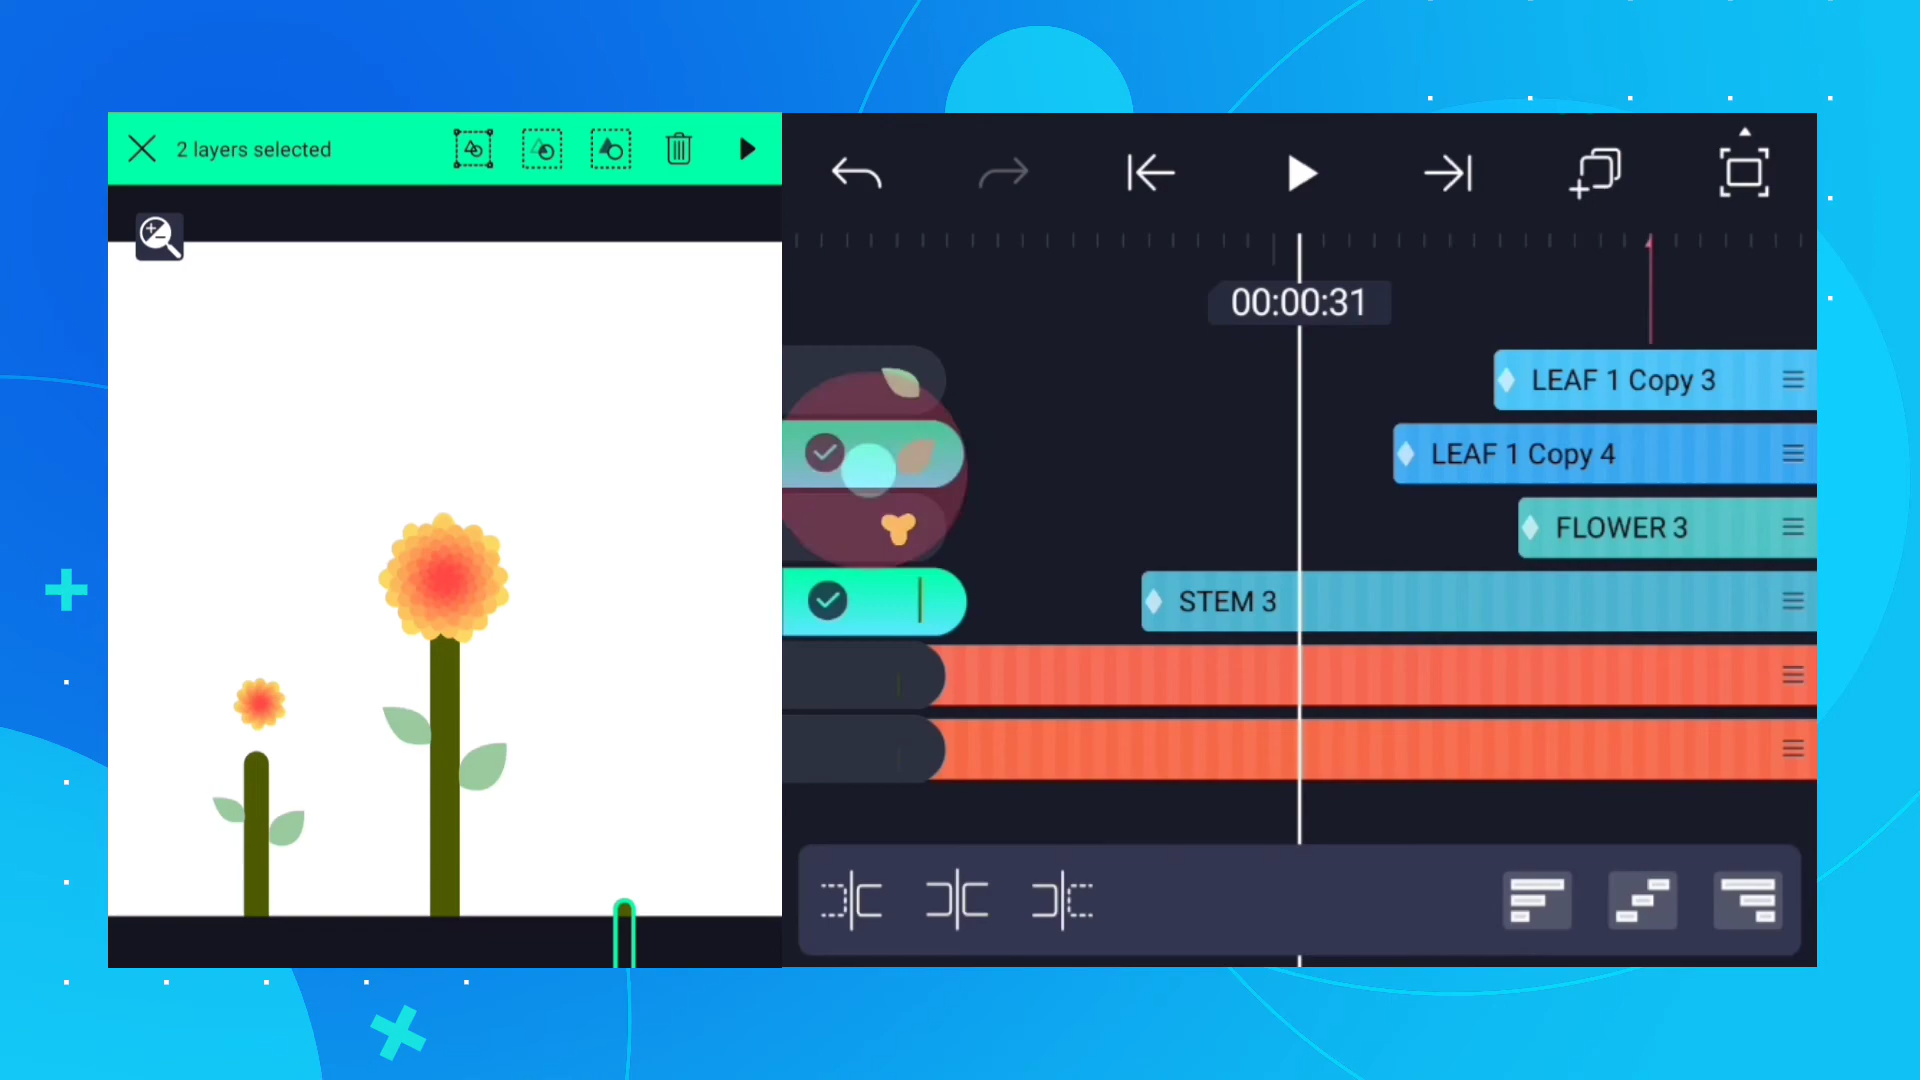 2 layers selected
00:00:31
LEAF 1 Copy 3
LEAF 1 Copy 4
FLOWER 3
STEM 3